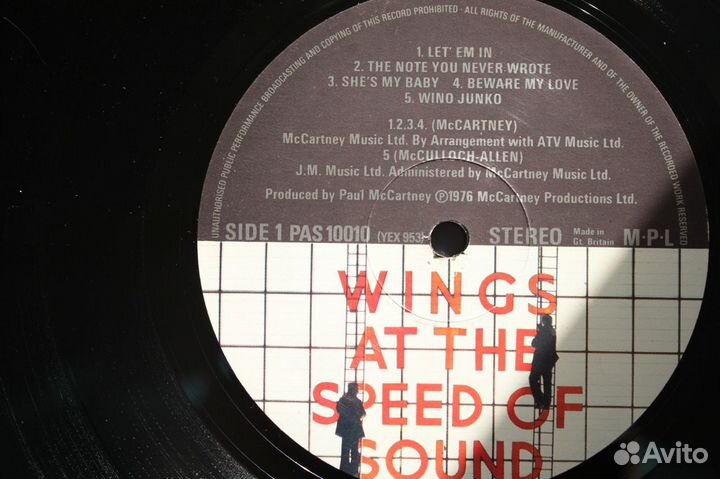 UNAUTHORISED PUBLIC PERFORMANCE BROADCASTING AND COPYING OF THIS RECORD PROHIBITED · ALL RIGHTS OF THE MANUFACTURER AND OF THE OWNER OF THE RECORDED WORK RESERVED
1. LET' EM IN
2. THE NOTE YOU NEVER WROTE
3. SHE'S MY BABY 4. BEWARE MY LOVE
5. WINO JUNKO
1.2.3.4. (McCARTNEY)
McCartney Music Ltd. By Arrangement with ATV Music Ltd.
5 (McCULLOCH-ALLEN)
J.M. Music Ltd. Administered by McCartney Music Ltd.
Produced by Paul McCartney ℗1976 McCartney Productions Ltd.
SIDE 1 PAS 10010 (YEX 953) STEREO Made in Gt. Britain M·P·L
WINGS
AT THE
SPEED OF
SOUND
Avito